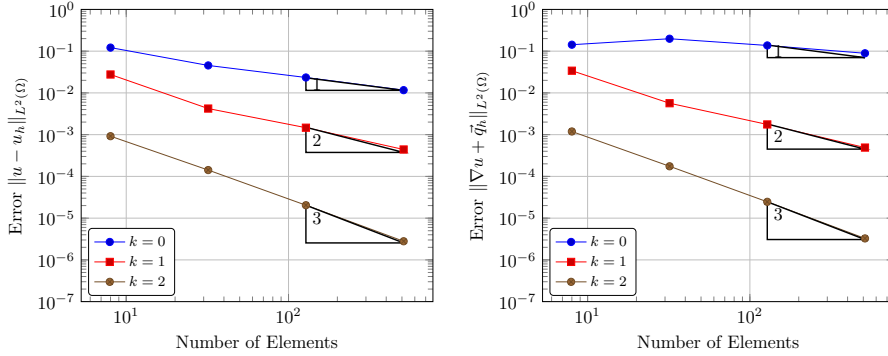 10^0
10^{-1}
10^{-2}
10^{-3}
10^{-4}
10^{-5}
10^{-6}
10^{-7}
Error ‖u − u_h‖_{L^2(Ω)}
1
2
3
k = 0
k = 1
k = 2
10^1
10^2
Number of Elements
10^0
10^{-1}
10^{-2}
10^{-3}
10^{-4}
10^{-5}
10^{-6}
10^{-7}
Error ‖∇u + \vec{q}_h‖_{L^2(Ω)}
1
2
3
k = 0
k = 1
k = 2
10^1
10^2
Number of Elements